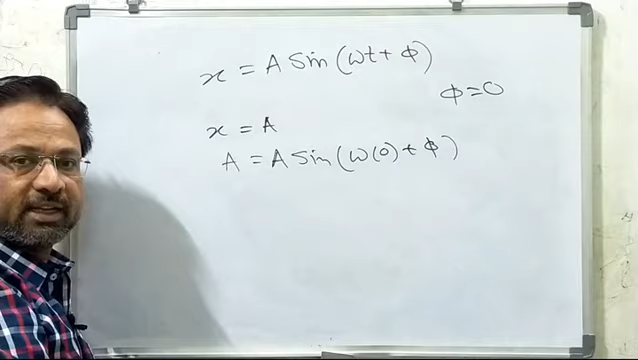 x = A Sin (ωt + ϕ)
ϕ = 0
x = A
A = A Sin (ω(0) + ϕ)